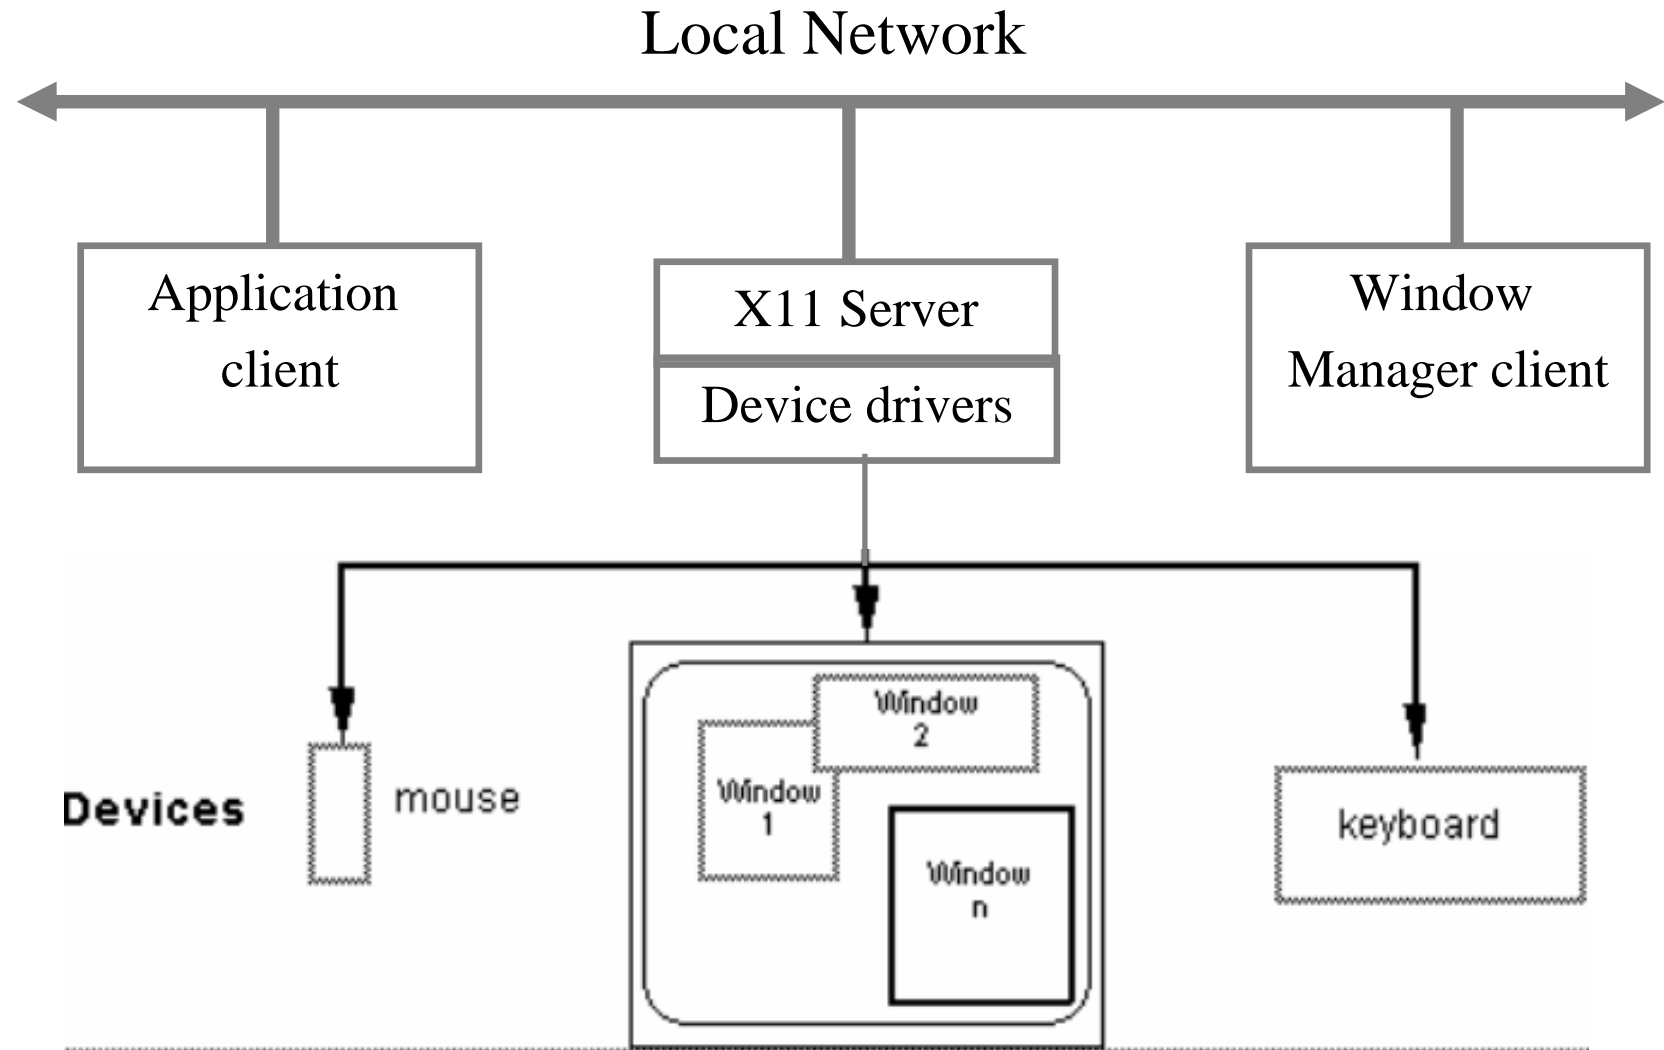 Local Network
Application
client
X11 Server
Device drivers
Window
Manager client
Devices
mouse
Window
2
Window
1
Window
n
keyboard